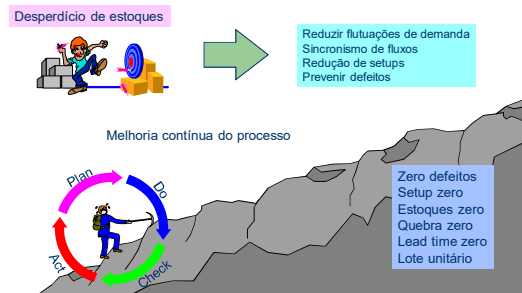 Desperdício de estoques
Reduzir flutuações de demanda
Sincronismo de fluxos
Redução de setups
Prevenir defeitos
Melhoria contínua do processo
Plan
Do
Check
Act
Zero defeitos
Setup zero
Estoques zero
Quebra zero
Lead time zero
Lote unitário